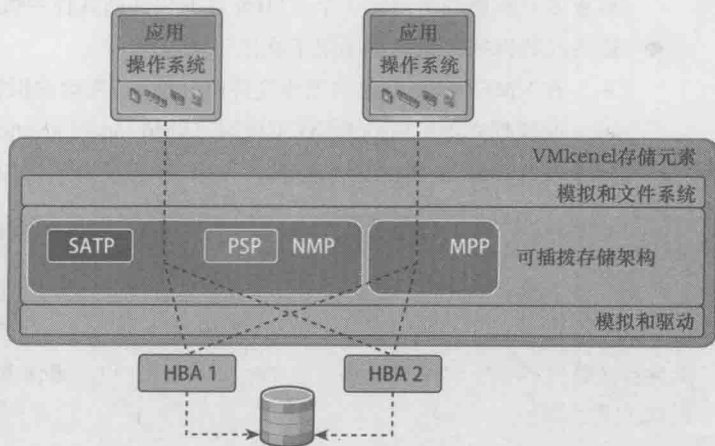 应用
操作系统
应用
操作系统
VMkernel存储元素
模拟和文件系统
SATP
PSP
NMP
MPP
可插拨存储架构
模拟和驱动
HBA 1
HBA 2